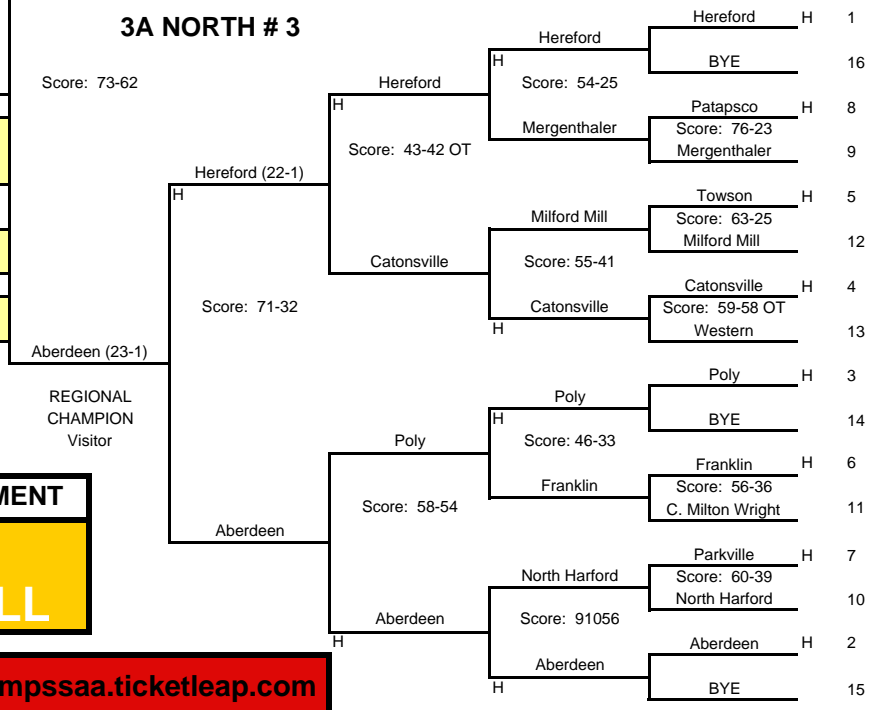 3A NORTH # 3
Hereford H 1
BYE 16
Hereford
H
Score: 54-25
Patapsco H 8
Score: 76-23
Mergenthaler 9
Mergenthaler
Score: 73-62
Hereford
H
Score: 43-42 OT
Towson H 5
Score: 63-25
Milford Mill 12
Milford Mill
Score: 55-41
Catonsville H 4
Score: 59-58 OT
Western 13
Catonsville
H
Catonsville
Hereford (22-1)
H
Score: 71-32
Aberdeen (23-1)
REGIONAL
CHAMPION
Visitor
Poly H 3
BYE 14
Poly
H
Score: 46-33
Franklin H 6
Score: 56-36
C. Milton Wright 11
Franklin
Poly
Score: 58-54
Aberdeen
Parkville H 7
Score: 60-39
North Harford 10
North Harford
Score: 91056
Aberdeen H 2
BYE 15
Aberdeen
H
Aberdeen
H
MENT
LL
mpssaa.ticketleap.com